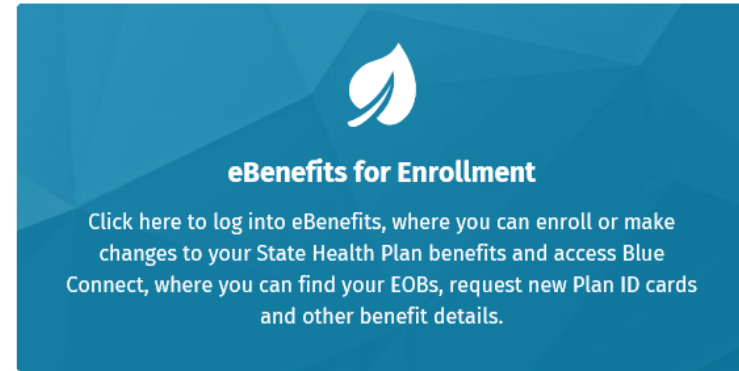 eBenefits for Enrollment
Click here to log into eBenefits, where you can enroll or make
changes to your State Health Plan benefits and access Blue
Connect, where you can find your EOBs, request new Plan ID cards
and other benefit details.